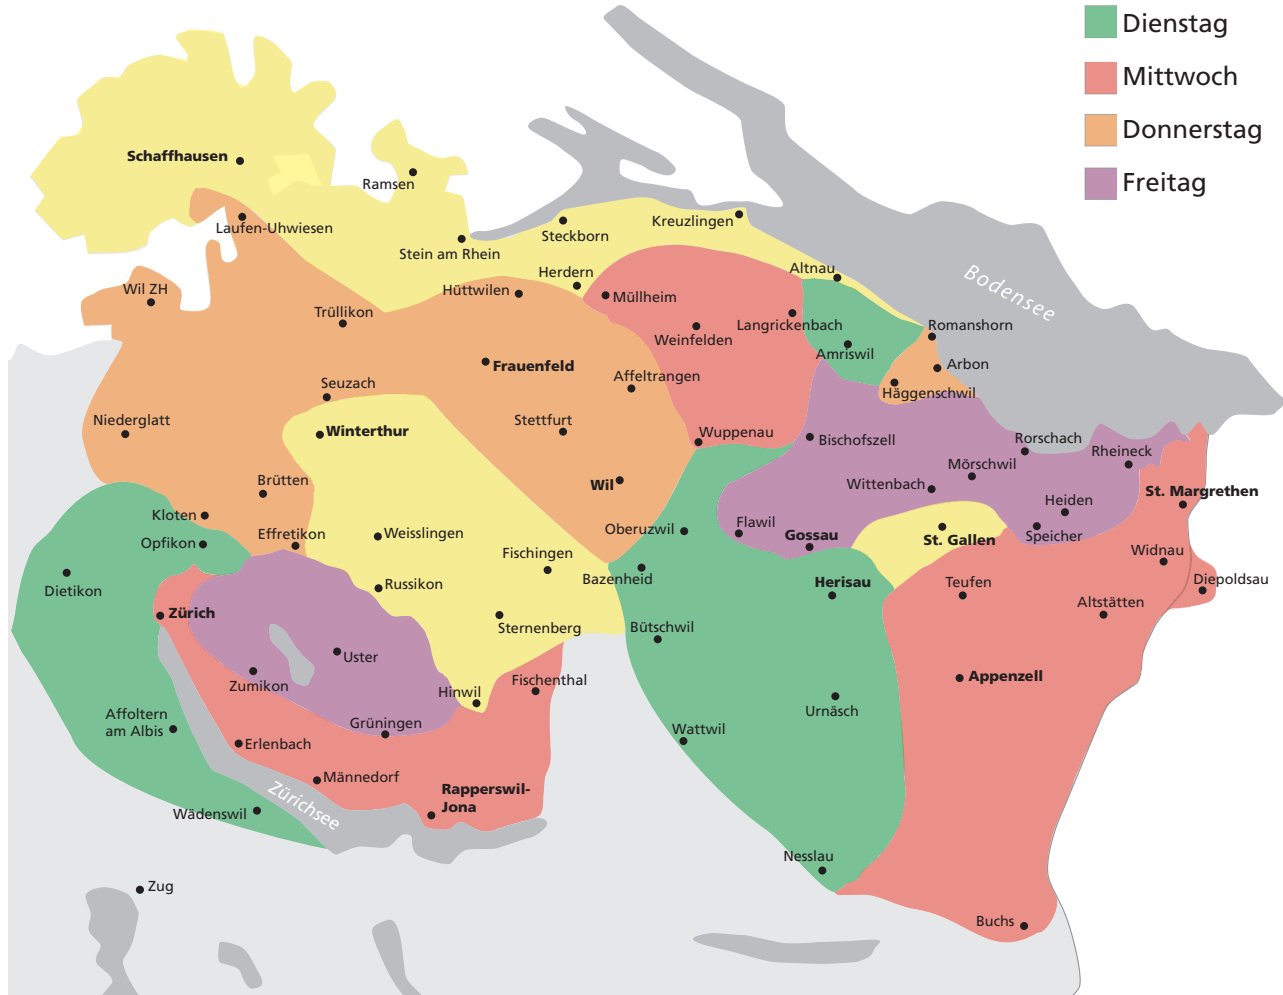 Dienstag
Mittwoch
Donnerstag
Freitag
Schaffhausen
Ramsen
Laufen-Uhwiesen
Kreuzlingen
Steckborn
Stein am Rhein
Altnau
Herdern
Bodensee
Wil ZH
Hüttwilen
Müllheim
Trüllikon
Langrickenbach
Romanshorn
Weinfelden
Amriswil
Frauenfeld
Arbon
Affeltrangen
Seuzach
Häggenschwil
Niederglatt
Stettfurt
Winterthur
Wuppenau
Bischofszell
Rorschach
Rheineck
Mörschwil
Brütten
Wil
Wittenbach
St. Margrethen
Heiden
Kloten
Flawil
Oberuzwil
Effretikon
Weisslingen
Gossau
St. Gallen
Speicher
Opfikon
Fischingen
Widnau
Bazenheid
Dietikon
Russikon
Herisau
Teufen
Diepoldsau
Altstätten
Zürich
Sternenberg
Bütschwil
Uster
Zumikon
Fischenthal
Appenzell
Hinwil
Urnäsch
Affoltern
am Albis
Grüningen
Wattwil
Erlenbach
Männedorf
Rapperswil-
Jona
Zürichsee
Wädenswil
Nesslau
Zug
Buchs